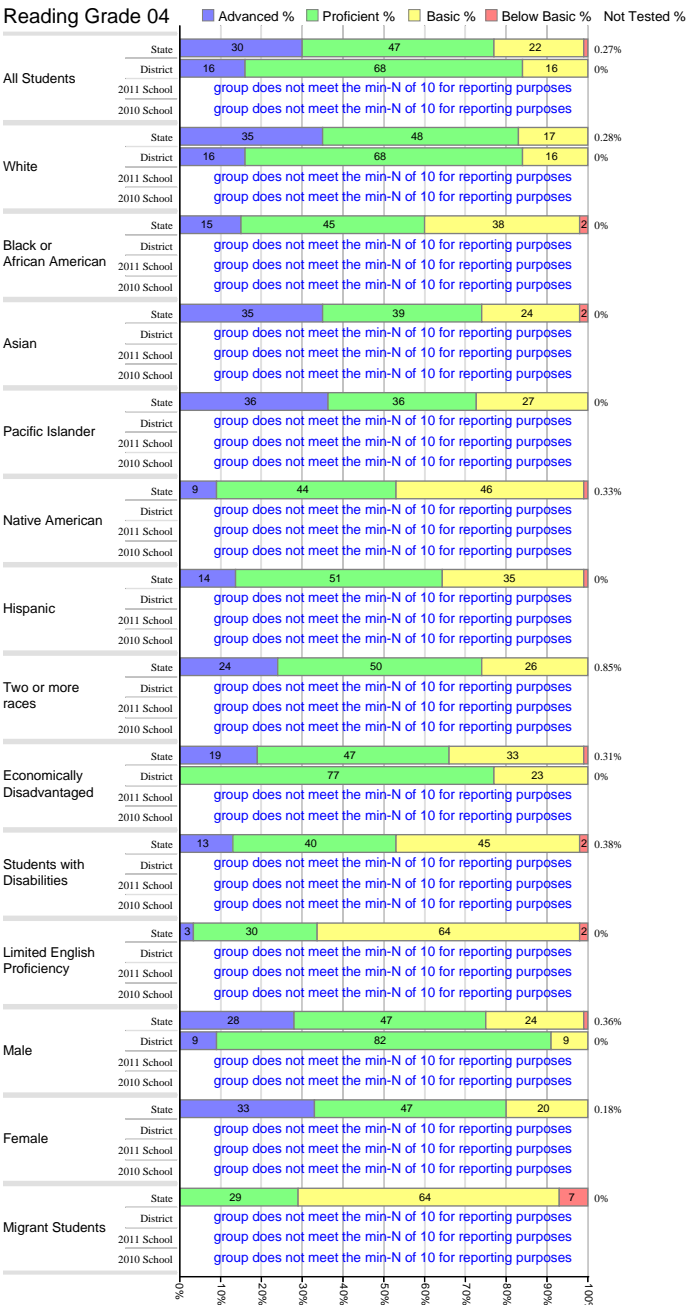 Reading Grade 04 Advanced % Proficient % Basic % Below Basic % Not Tested %
All Students
State 30 47 22 0.27%
District 16 68 16 0%
2011 School group does not meet the min-N of 10 for reporting purposes
2010 School group does not meet the min-N of 10 for reporting purposes
White
State 35 48 17 0.28%
District 16 68 16 0%
2011 School group does not meet the min-N of 10 for reporting purposes
2010 School group does not meet the min-N of 10 for reporting purposes
Black or
African American
State 15 45 38 2 0%
District group does not meet the min-N of 10 for reporting purposes
2011 School group does not meet the min-N of 10 for reporting purposes
2010 School group does not meet the min-N of 10 for reporting purposes
Asian
State 35 39 24 2 0%
District group does not meet the min-N of 10 for reporting purposes
2011 School group does not meet the min-N of 10 for reporting purposes
2010 School group does not meet the min-N of 10 for reporting purposes
Pacific Islander
State 36 36 27 0%
District group does not meet the min-N of 10 for reporting purposes
2011 School group does not meet the min-N of 10 for reporting purposes
2010 School group does not meet the min-N of 10 for reporting purposes
Native American
State 9 44 46 0.33%
District group does not meet the min-N of 10 for reporting purposes
2011 School group does not meet the min-N of 10 for reporting purposes
2010 School group does not meet the min-N of 10 for reporting purposes
Hispanic
State 14 51 35 0%
District group does not meet the min-N of 10 for reporting purposes
2011 School group does not meet the min-N of 10 for reporting purposes
2010 School group does not meet the min-N of 10 for reporting purposes
Two or more
races
State 24 50 26 0.85%
District group does not meet the min-N of 10 for reporting purposes
2011 School group does not meet the min-N of 10 for reporting purposes
2010 School group does not meet the min-N of 10 for reporting purposes
Economically
Disadvantaged
State 19 47 33 0.31%
District 77 23 0%
2011 School group does not meet the min-N of 10 for reporting purposes
2010 School group does not meet the min-N of 10 for reporting purposes
Students with
Disabilities
State 13 40 45 2 0.38%
District group does not meet the min-N of 10 for reporting purposes
2011 School group does not meet the min-N of 10 for reporting purposes
2010 School group does not meet the min-N of 10 for reporting purposes
Limited English
Proficiency
State 3 30 64 2 0%
District group does not meet the min-N of 10 for reporting purposes
2011 School group does not meet the min-N of 10 for reporting purposes
2010 School group does not meet the min-N of 10 for reporting purposes
Male
State 28 47 24 0.36%
District 9 82 9 0%
2011 School group does not meet the min-N of 10 for reporting purposes
2010 School group does not meet the min-N of 10 for reporting purposes
Female
State 33 47 20 0.18%
District group does not meet the min-N of 10 for reporting purposes
2011 School group does not meet the min-N of 10 for reporting purposes
2010 School group does not meet the min-N of 10 for reporting purposes
Migrant Students
State 29 64 7 0%
District group does not meet the min-N of 10 for reporting purposes
2011 School group does not meet the min-N of 10 for reporting purposes
2010 School group does not meet the min-N of 10 for reporting purposes
0% 10% 20% 30% 40% 50% 60% 70% 80% 90% 100%